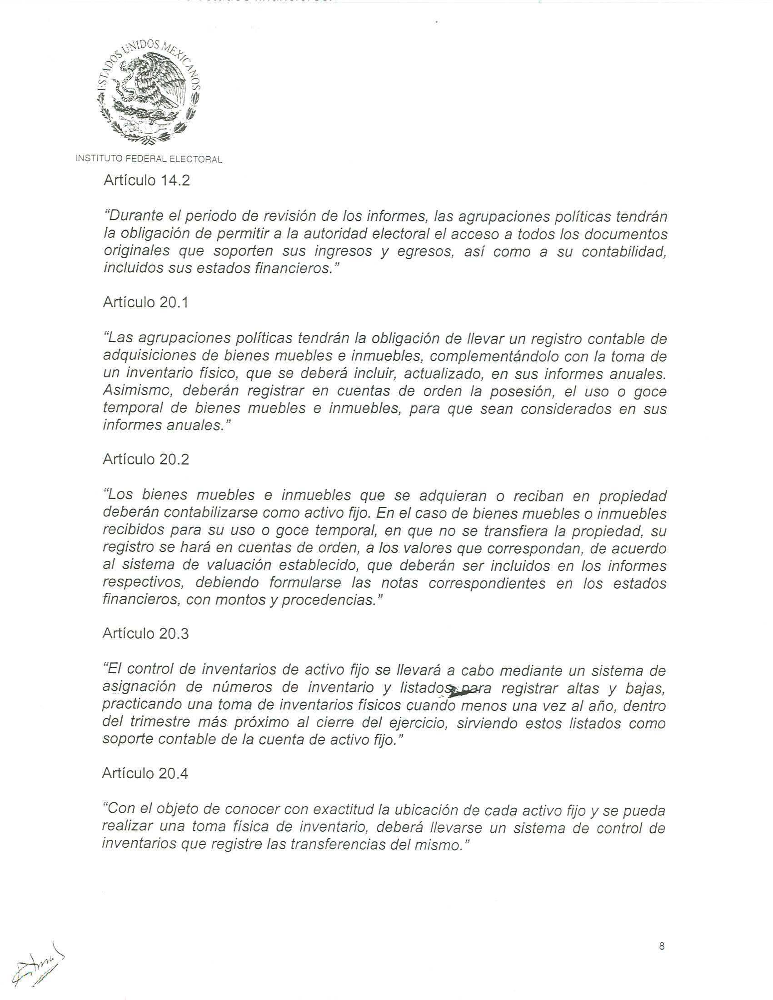 ESTADOS UNIDOS MEXICANOS
INSTITUTO FEDERAL ELECTORAL
Artículo 14.2
“Durante el periodo de revisión de los informes, las agrupaciones políticas tendrán
la obligación de permitir a la autoridad electoral el acceso a todos los documentos
originales que soporten sus ingresos y egresos, así como a su contabilidad,
incluidos sus estados financieros.”
Artículo 20.1
“Las agrupaciones políticas tendrán la obligación de llevar un registro contable de
adquisiciones de bienes muebles e inmuebles, complementándolo con la toma de
un inventario físico, que se deberá incluir, actualizado, en sus informes anuales.
Asimismo, deberán registrar en cuentas de orden la posesión, el uso o goce
temporal de bienes muebles e inmuebles, para que sean considerados en sus
informes anuales.”
Artículo 20.2
“Los bienes muebles e inmuebles que se adquieran o reciban en propiedad
deberán contabilizarse como activo fijo. En el caso de bienes muebles o inmuebles
recibidos para su uso o goce temporal, en que no se transfiera la propiedad, su
registro se hará en cuentas de orden, a los valores que correspondan, de acuerdo
al sistema de valuación establecido, que deberán ser incluidos en los informes
respectivos, debiendo formularse las notas correspondientes en los estados
financieros, con montos y procedencias.”
Artículo 20.3
“El control de inventarios de activo fijo se llevará a cabo mediante un sistema de
asignación de números de inventario y listados para registrar altas y bajas,
practicando una toma de inventarios físicos cuando menos una vez al año, dentro
del trimestre más próximo al cierre del ejercicio, sirviendo estos listados como
soporte contable de la cuenta de activo fijo.”
Artículo 20.4
“Con el objeto de conocer con exactitud la ubicación de cada activo fijo y se pueda
realizar una toma física de inventario, deberá llevarse un sistema de control de
inventarios que registre las transferencias del mismo.”
8